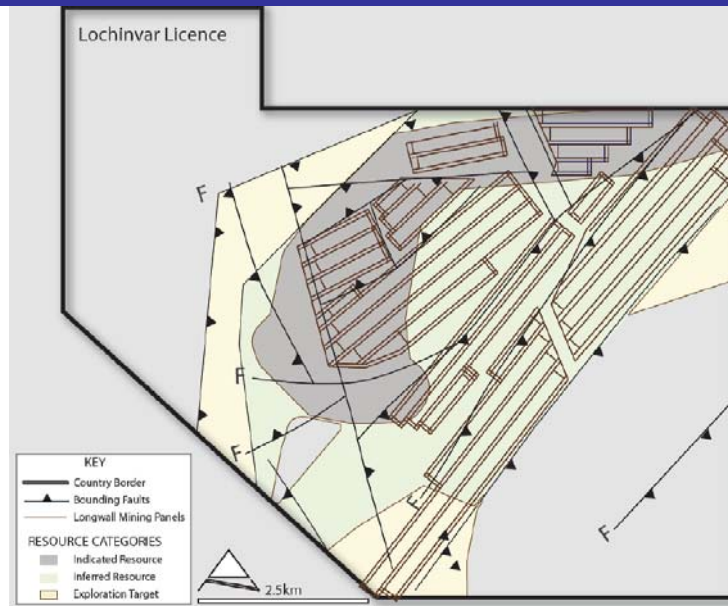 Lochinvar Licence
F
F
F
F
F
KEY
Country Border
Bounding Faults
Longwall Mining Panels
RESOURCE CATEGORIES
Indicated Resource
Inferred Resource
Exploration Target
2.5km